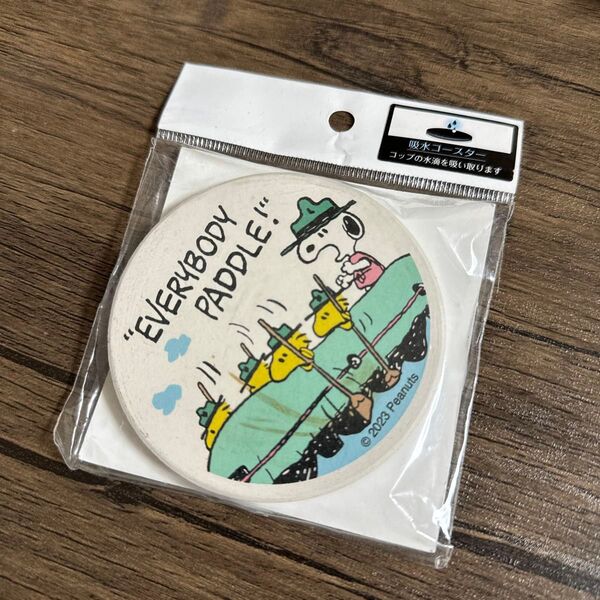 吸水コースター
コップの水滴を吸い取ります
"EVERYBODY
PADDLE!"
© 2023 Peanuts